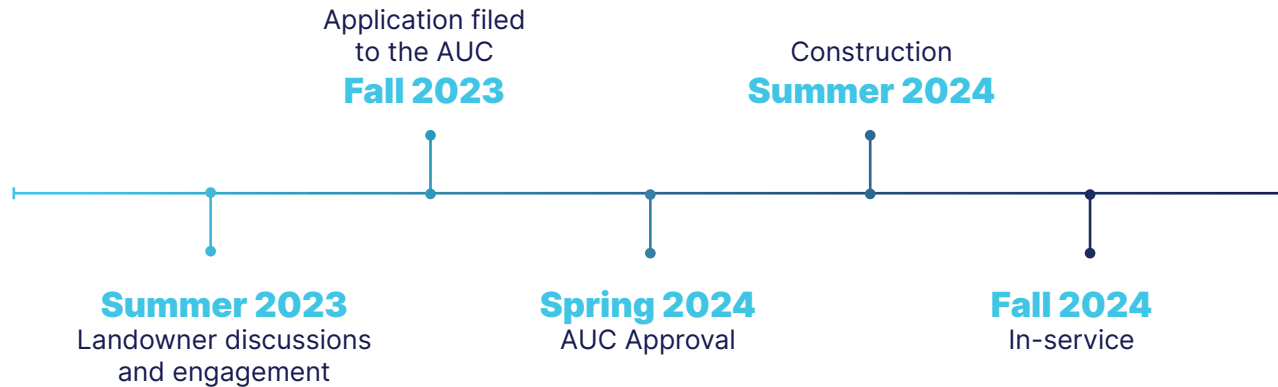 Application filed
to the AUC
Fall 2023
Construction
Summer 2024
Summer 2023
Landowner discussions
and engagement
Spring 2024
AUC Approval
Fall 2024
In-service